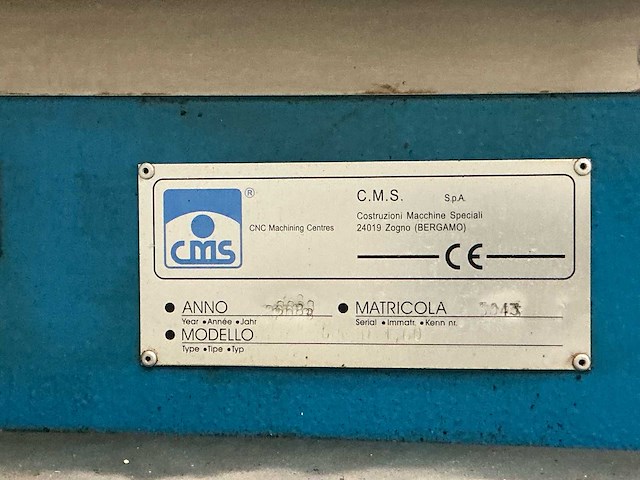 CMS ®
CNC Machining Centres
C.M.S. S.p.A.
Costruzioni Macchine Speciali
24019 Zogno (BERGAMO)
CE
● ANNO
Year ● Année ● Jahr
● MATRICOLA
Serial ● Immatr. ● Kenn nr.
● MODELLO
Type ● Tipe ● Typ